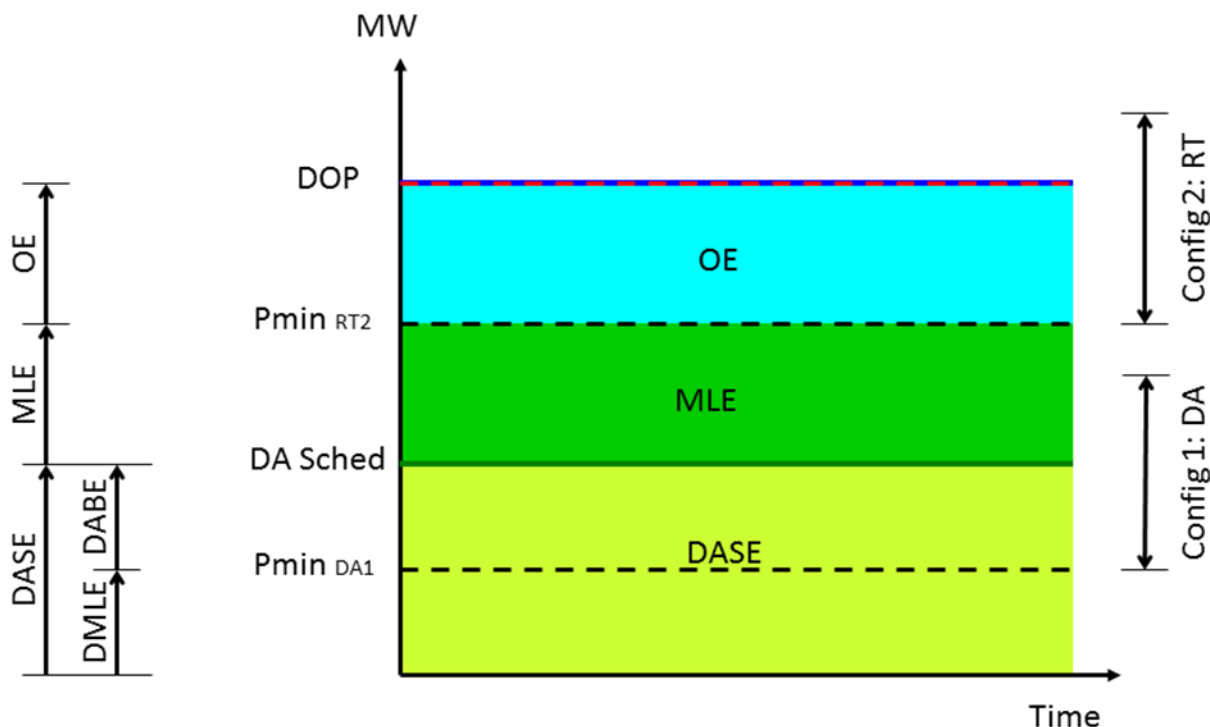 MW
DOP
Pmin RT2
DA Sched
Pmin DA1
OE
MLE
DASE
Time
OE
MLE
DASE
DABE
DMLE
Config 2: RT
Config 1: DA